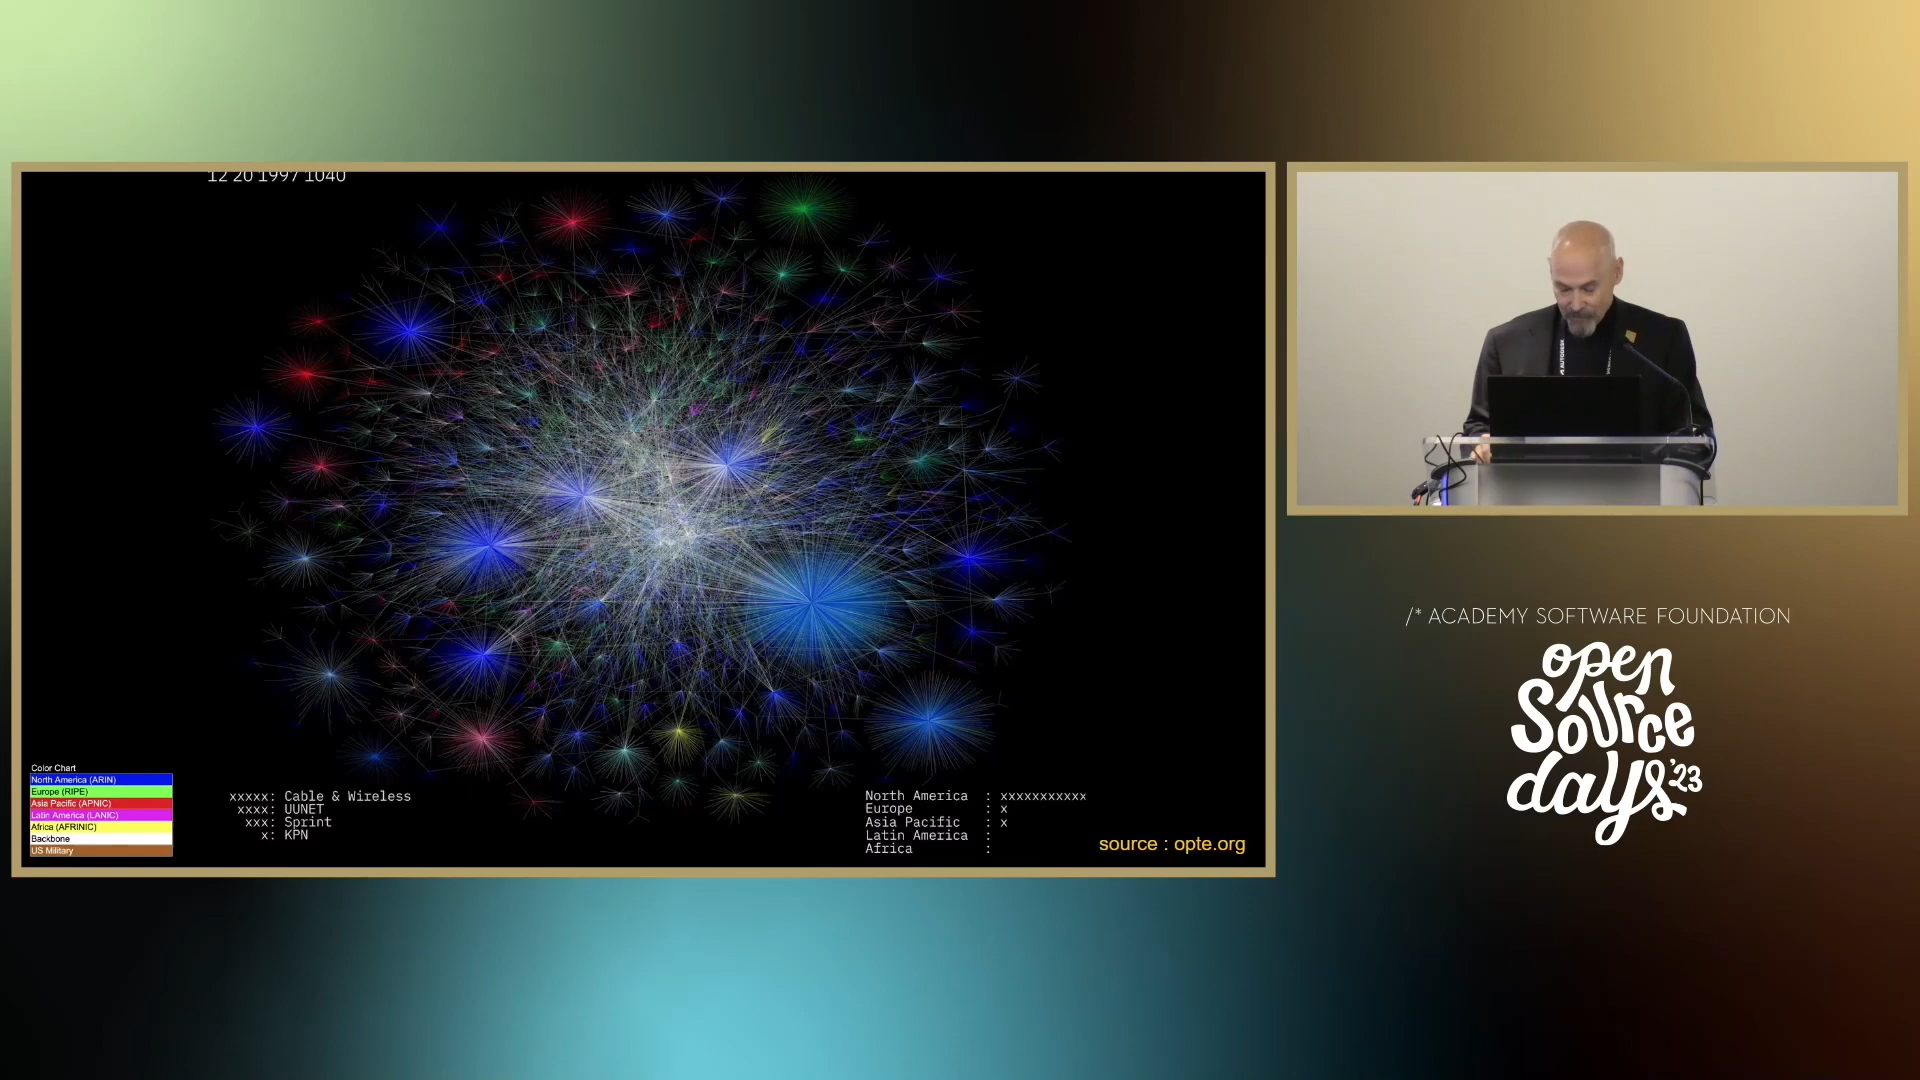 12 20 1997 1040
Color Chart
North America (ARIN)
Europe (RIPE)
Asia Pacific (APNIC)
Latin America (LANIC)
Africa (AFRINIC)
Backbone
US Military
xxxxx: Cable & Wireless
xxxx: UUNET
xxx: Sprint
x: KPN
North America : xxxxxxxxxxx
Europe : x
Asia Pacific : x
Latin America :
Africa :
source : opte.org
AUTODESK
/* ACADEMY SOFTWARE FOUNDATION
open
Source
days '23